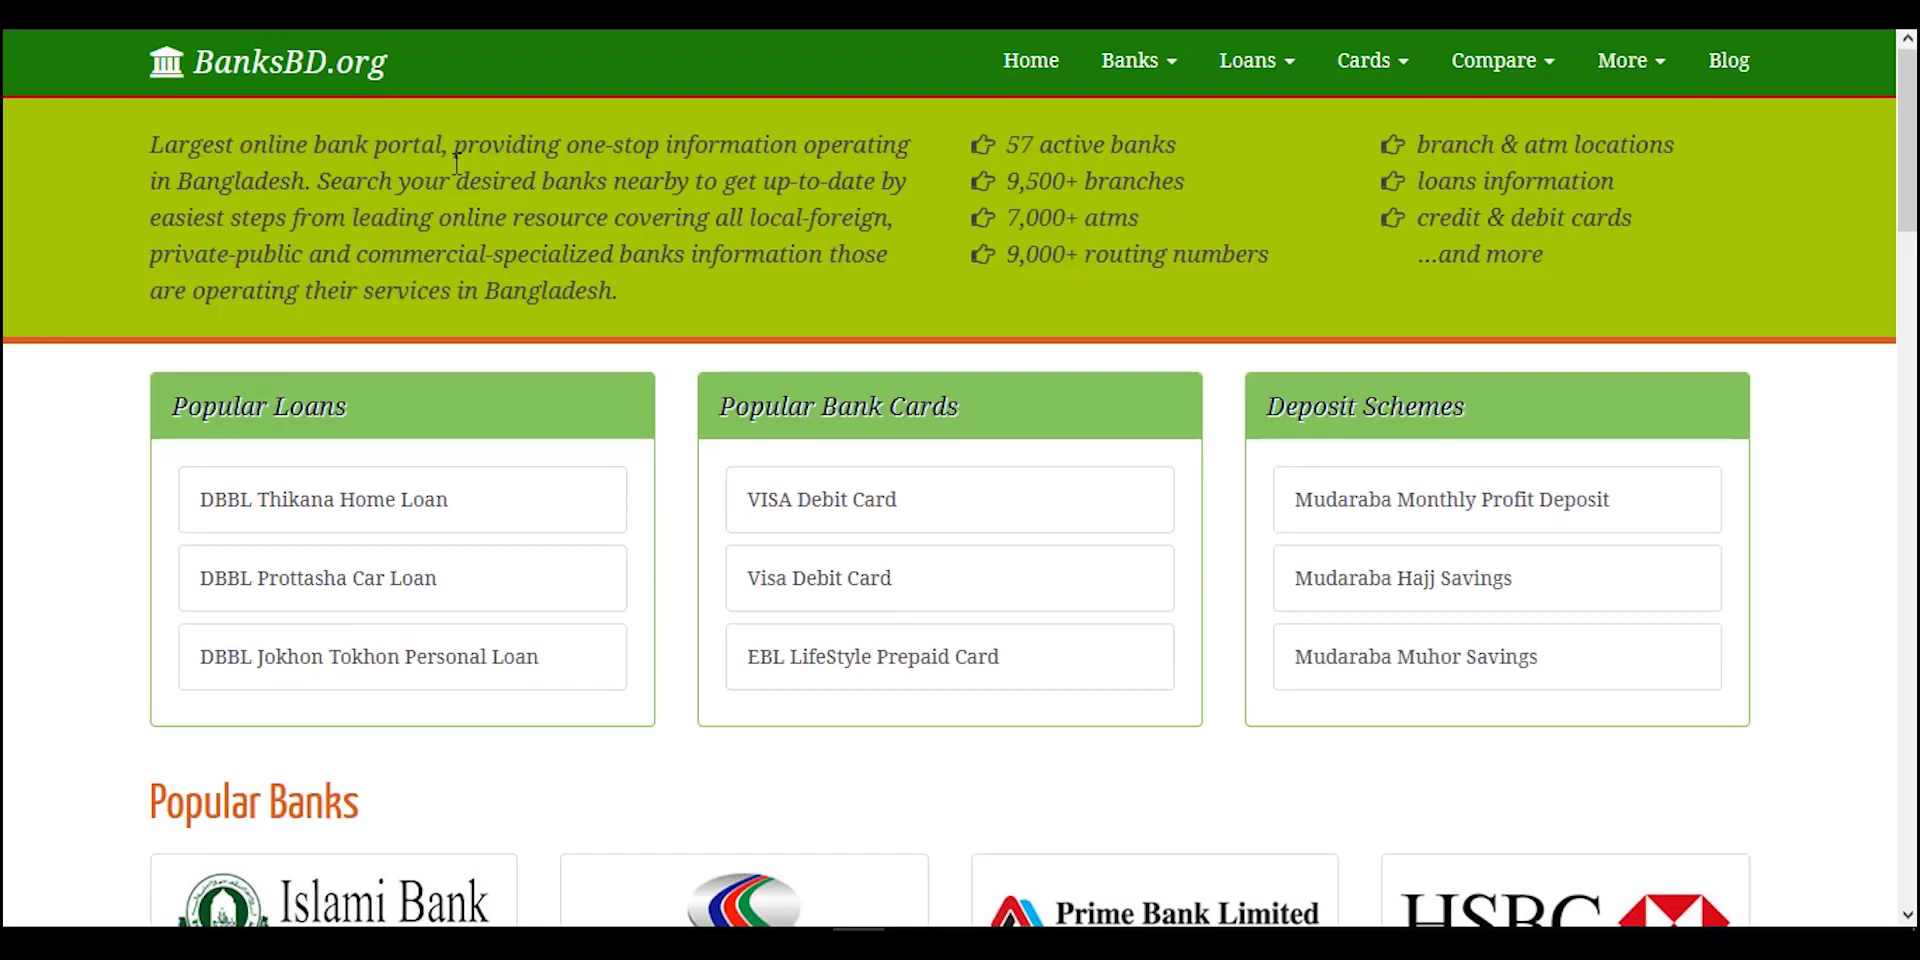 BanksBD.org
Home Banks Loans Cards Compare More Blog
Largest online bank portal, providing one-stop information operating
in Bangladesh. Search your desired banks nearby to get up-to-date by
easiest steps from leading online resource covering all local-foreign,
private-public and commercial-specialized banks information those
are operating their services in Bangladesh.
57 active banks
9,500+ branches
7,000+ atms
9,000+ routing numbers
branch & atm locations
loans information
credit & debit cards
...and more
Popular Loans
DBBL Thikana Home Loan
DBBL Prottasha Car Loan
DBBL Jokhon Tokhon Personal Loan
Popular Bank Cards
VISA Debit Card
Visa Debit Card
EBL LifeStyle Prepaid Card
Deposit Schemes
Mudaraba Monthly Profit Deposit
Mudaraba Hajj Savings
Mudaraba Muhor Savings
Popular Banks
Islami Bank
Prime Bank Limited
HSBC